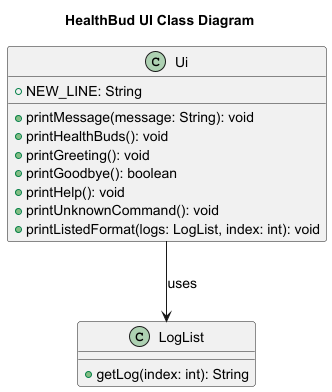 HealthBud UI Class Diagram
C Ui
NEW_LINE: String
printMessage(message: String): void
printHealthBuds(): void
printGreeting(): void
printGoodbye(): boolean
printHelp(): void
printUnknownCommand(): void
printListedFormat(logs: LogList, index: int): void
uses
C LogList
getLog(index: int): String